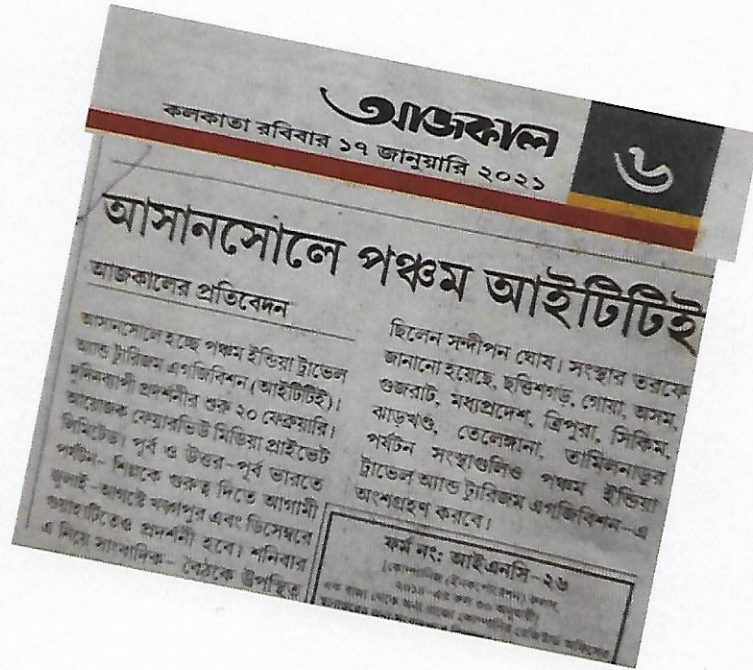 আজকাল
কলকাতা রবিবার ১৭ জানুয়ারি ২০২১
৬
আসানসোলে পঞ্চম আইটিটিই
আজকালের প্রতিবেদন
আসানসোলে হচ্ছে পঞ্চম ইন্ডিয়া ট্রাভেল
অ্যান্ড ট্যুরিজম এগজিবিশন (আইটিটিই)।
দুদিনব্যাপী প্রদর্শনীর শুরু ২০ ফেব্রুয়ারি।
আয়োজক ফেয়ারভিউ মিডিয়া প্রাইভেট
লিমিটেড। পূর্ব ও উত্তর-পূর্ব ভারতে
পর্যটন- শিল্পকে গুরুত্ব দিতে আগামী
জুলাই-আগস্টে খড়্গপুর এবং ডিসেম্বরে
গুয়াহাটিতেও প্রদর্শনী হবে। শনিবার
এ নিয়ে সাংবাদিক- বৈঠকে উপস্থিত
ছিলেন সন্দীপন ঘোষ। সংস্থার তরফে
জানানো হয়েছে, ছত্তিশগড়, গোয়া, অসম,
গুজরাট, মধ্যপ্রদেশ, ত্রিপুরা, সিকিম,
ঝাড়খণ্ড, তেলেঙ্গানা, তামিলনাড়ুর
পর্যটন সংস্থাগুলিও পঞ্চম ইন্ডিয়া
ট্রাভেল অ্যান্ড ট্যুরিজম এগজিবিশন-এ
অংশগ্রহণ করবে।
ফর্ম নং: আইএনসি-২৬